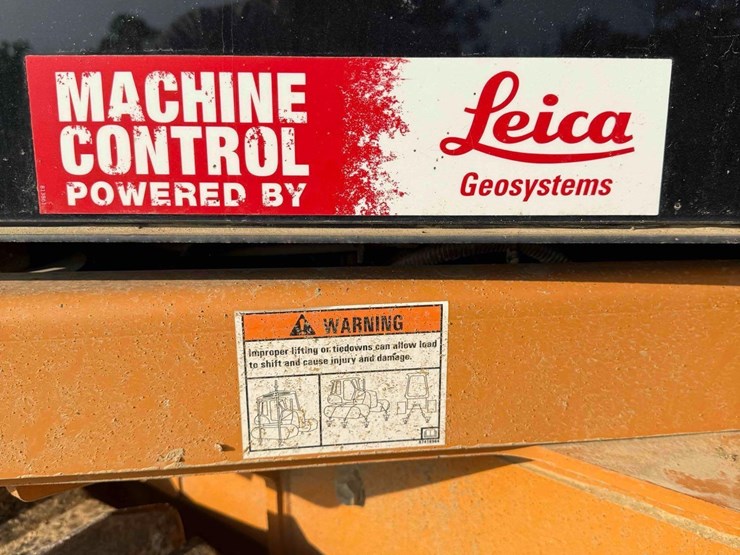 MACHINE
CONTROL
POWERED BY
Leica
Geosystems
WARNING
Improper lifting or tiedowns can allow load
to shift and cause injury and damage.